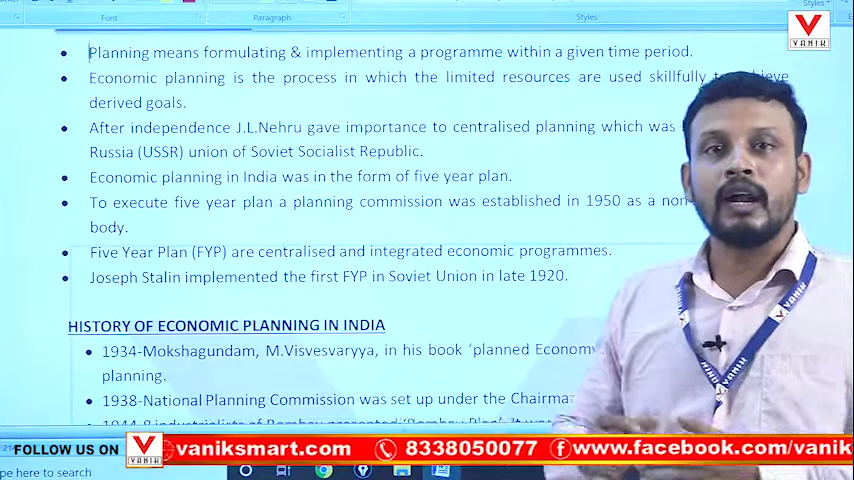 Font
Paragraph
Styles
Styles
VANIK
Planning means formulating & implementing a programme within a given time period.
Economic planning is the process in which the limited resources are used skillfully
derived goals.
After independence J.L.Nehru gave importance to centralised planning which was
Russia (USSR) union of Soviet Socialist Republic.
Economic planning in India was in the form of five year plan.
To execute five year plan a planning commission was established in 1950 as a non
body.
Five Year Plan (FYP) are centralised and integrated economic programmes.
Joseph Stalin implemented the first FYP in Soviet Union in late 1920.
HISTORY OF ECONOMIC PLANNING IN INDIA
1934-Mokshagundam, M.Visvesvaryya, in his book 'planned Economy
planning.
1938-National Planning Commission was set up under the
FOLLOW US ON VANIK vaniksmart.com 8338050077 f www.facebook.com/vanik
pe here to search
VANIK